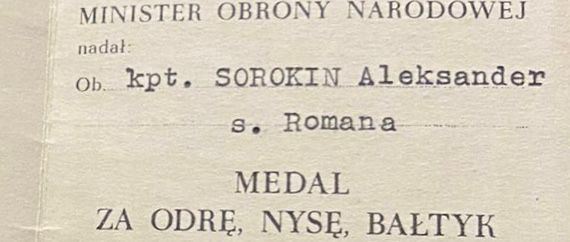 MINISTER OBRONY NARODOWEJ
nadał:
Ob. kpt. SOROKIN Aleksander
s. Romana
MEDAL
ZA ODRĘ, NYSĘ, BAŁTYK